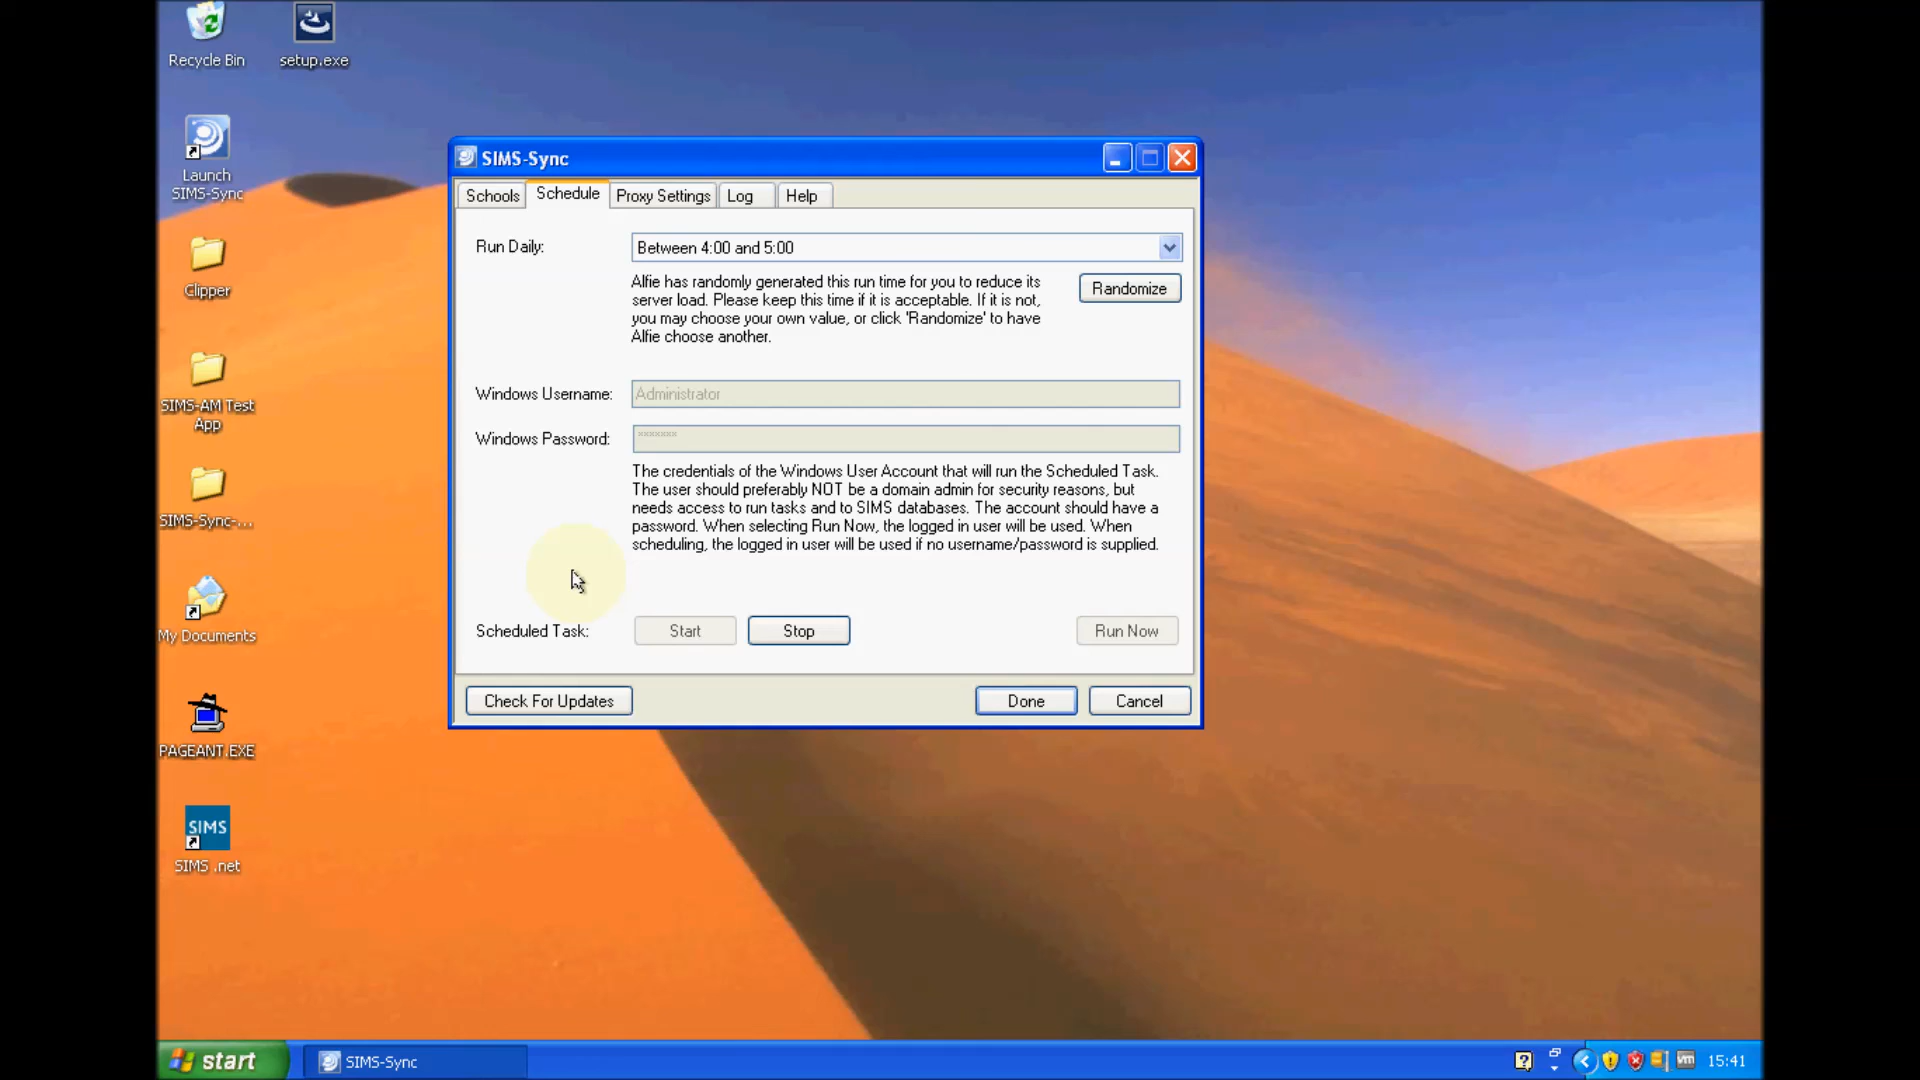 Recycle Bin
setup.exe
Launch
SIMS-Sync
Clipper
SIMS-AM Test
App
SIMS-Sync-...
My Documents
PAGEANT.EXE
SIMS
SIMS .net
SIMS-Sync
Schools
Schedule
Proxy Settings
Log
Help
Run Daily:
Between 4:00 and 5:00
Alfie has randomly generated this run time for you to reduce its
server load. Please keep this time if it is acceptable. If it is not,
you may choose your own value, or click 'Randomize' to have
Alfie choose another.
Randomize
Windows Username:
Administrator
Windows Password:
*******
The credentials of the Windows User Account that will run the Scheduled Task.
The user should preferably NOT be a domain admin for security reasons, but
needs access to run tasks and to SIMS databases. The account should have a
password. When selecting Run Now, the logged in user will be used. When
scheduling, the logged in user will be used if no username/password is supplied.
Scheduled Task:
Start
Stop
Run Now
Check For Updates
Done
Cancel
start
SIMS-Sync
vm
15:41